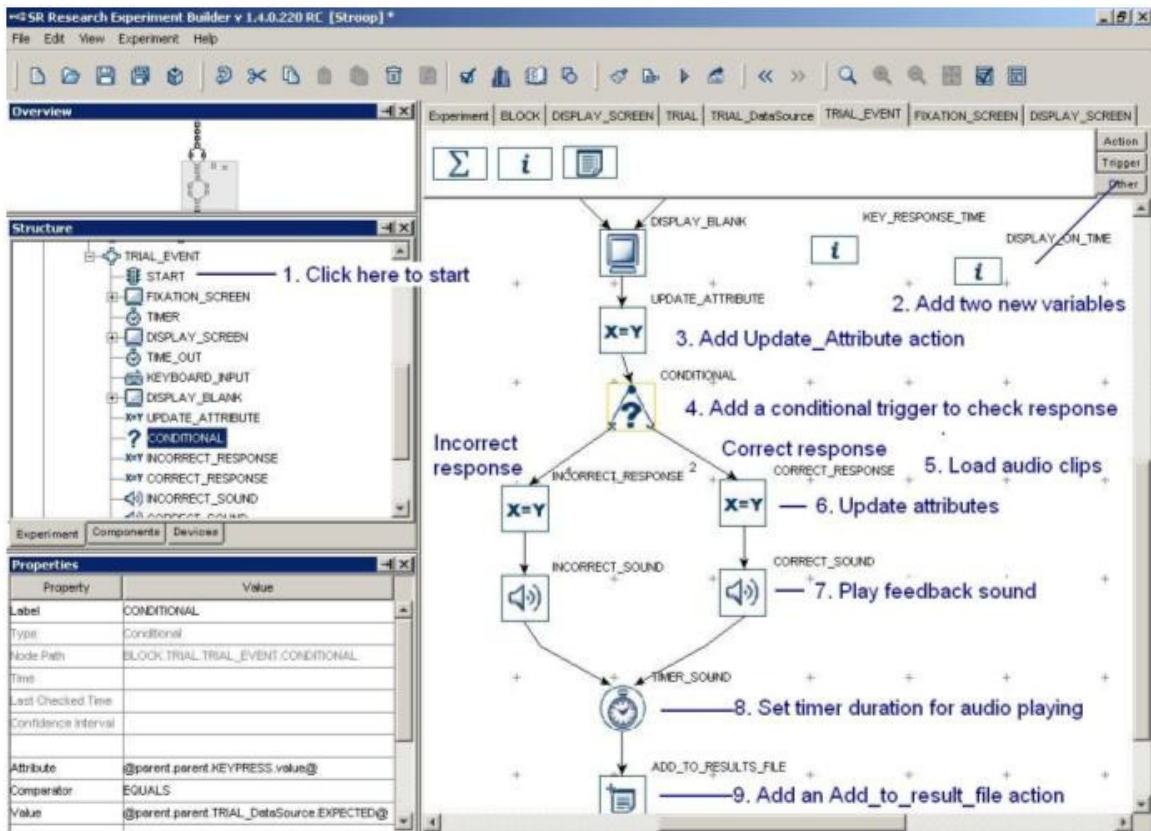 SR Research Experiment Builder v 1.4.0.220 RC [Stroop] *
File Edit View Experiment Help
Overview
Experiment BLOCK DISPLAY_SCREEN TRIAL TRIAL_DataSource TRIAL_EVENT FIXATION_SCREEN DISPLAY_SCREEN
Action
Trigger
Other
Structure
TRIAL_EVENT
START
FIXATION_SCREEN
TIMER
DISPLAY_SCREEN
TIME_OUT
KEYBOARD_INPUT
DISPLAY_BLANK
X=Y UPDATE_ATTRIBUTE
? CONDITIONAL
X=Y INCORRECT_RESPONSE
X=Y CORRECT_RESPONSE
INCORRECT_SOUND
CORRECT_SOUND
Experiment Components Devices
Properties
Property Value
Label CONDITIONAL
Type Conditional
Node Path BLOCK.TRIAL.TRIAL_EVENT.CONDITIONAL
Time
Last Checked Time
Confidence Interval
Attribute @parent.parent.KEYPRESS.value@
Comparator EQUALS
Value @parent.parent.TRIAL_DataSource.EXPECTED@
Σ i
DISPLAY_BLANK
KEY_RESPONSE_TIME
i
DISPLAY_ON_TIME
i
1. Click here to start
2. Add two new variables
UPDATE_ATTRIBUTE
X=Y
3. Add Update_Attribute action
CONDITIONAL
?
4. Add a conditional trigger to check response
Incorrect
response
Correct response
5. Load audio clips
INCORRECT_RESPONSE
2
CORRECT_RESPONSE
X=Y
X=Y
6. Update attributes
INCORRECT_SOUND
CORRECT_SOUND
7. Play feedback sound
TIMER_SOUND
8. Set timer duration for audio playing
ADD_TO_RESULTS_FILE
9. Add an Add_to_result_file action